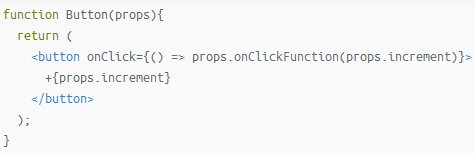 function Button(props){
  return (
    <button onClick={() => props.onClickFunction(props.increment)}>
      +{props.increment}
    </button>
  );
}